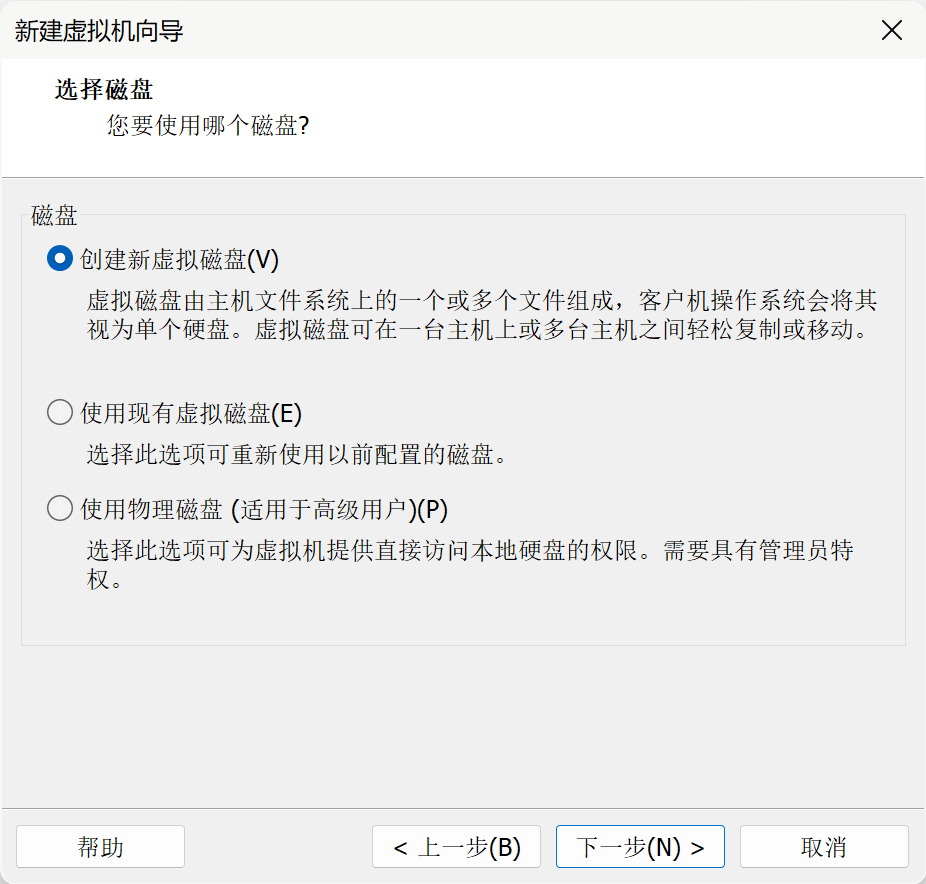 新建虚拟机向导
选择磁盘
您要使用哪个磁盘?
磁盘
创建新虚拟磁盘(V)
虚拟磁盘由主机文件系统上的一个或多个文件组成，客户机操作系统会将其
视为单个硬盘。虚拟磁盘可在一台主机上或多台主机之间轻松复制或移动。
使用现有虚拟磁盘(E)
选择此选项可重新使用以前配置的磁盘。
使用物理磁盘 (适用于高级用户)(P)
选择此选项可为虚拟机提供直接访问本地硬盘的权限。需要具有管理员特
权。
帮助
< 上一步(B)
下一步(N) >
取消